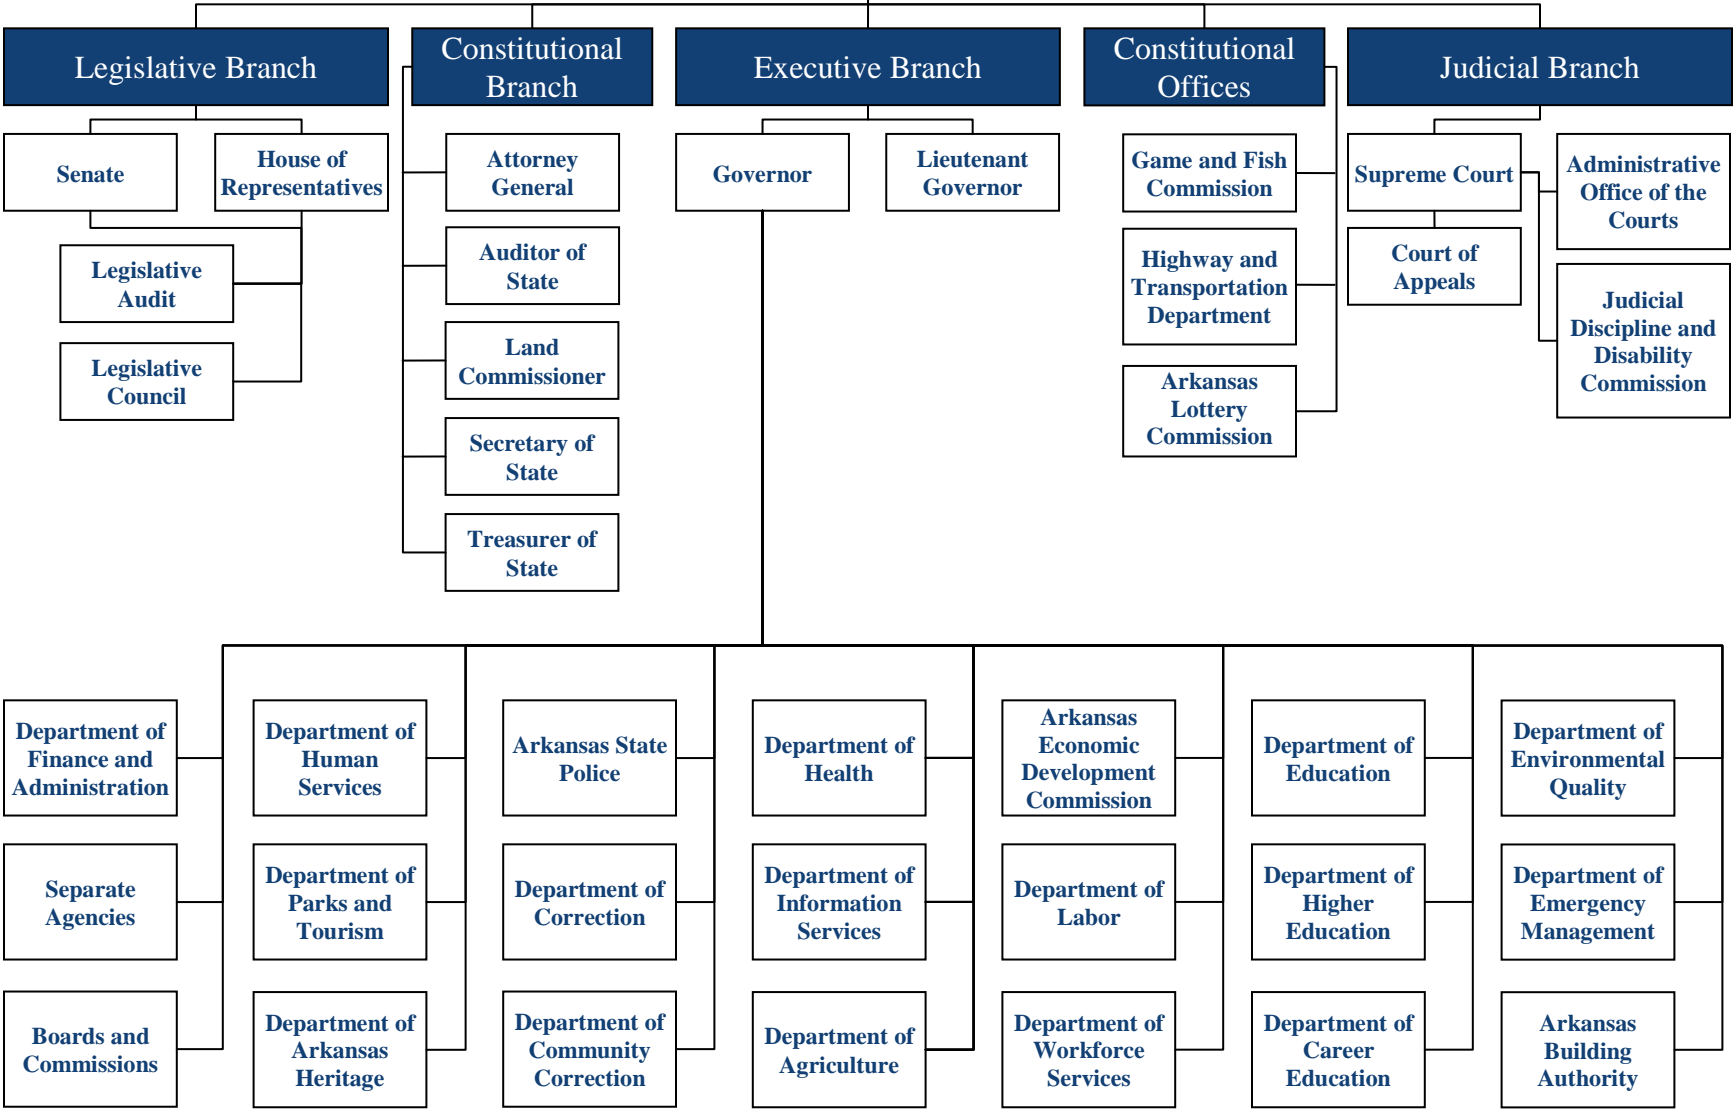 Legislative Branch
Constitutional
Branch
Executive Branch
Constitutional
Offices
Judicial Branch
Senate
House of
Representatives
Legislative
Audit
Legislative
Council
Attorney
General
Auditor of
State
Land
Commissioner
Secretary of
State
Treasurer of
State
Governor
Lieutenant
Governor
Game and Fish
Commission
Highway and
Transportation
Department
Arkansas
Lottery
Commission
Supreme Court
Court of
Appeals
Administrative
Office of the
Courts
Judicial
Discipline and
Disability
Commission
Department of
Finance and
Administration
Department of
Human
Services
Arkansas State
Police
Department of
Health
Arkansas
Economic
Development
Commission
Department of
Education
Department of
Environmental
Quality
Separate
Agencies
Department of
Parks and
Tourism
Department of
Correction
Department of
Information
Services
Department of
Labor
Department of
Higher
Education
Department of
Emergency
Management
Boards and
Commissions
Department of
Arkansas
Heritage
Department of
Community
Correction
Department of
Agriculture
Department of
Workforce
Services
Department of
Career
Education
Arkansas
Building
Authority